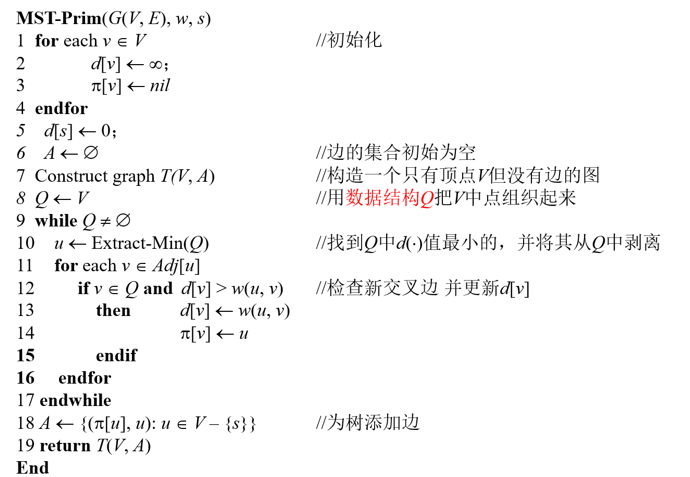 MST-Prim(G(V, E), w, s)
1 for each v ∈ V //初始化
2 d[v] ← ∞;
3 π[v] ← nil
4 endfor
5 d[s] ← 0;
6 A ← ∅ //边的集合初始为空
7 Construct graph T(V, A) //构造一个只有顶点V但没有边的图
8 Q ← V //用数据结构Q把V中点组织起来
9 while Q ≠ ∅
10 u ← Extract-Min(Q) //找到Q中d(·)值最小的，并将其从Q中剥离
11 for each v ∈ Adj[u]
12 if v ∈ Q and d[v] > w(u, v) //检查新交叉边 并更新d[v]
13 then d[v] ← w(u, v)
14 π[v] ← u
15 endif
16 endfor
17 endwhile
18 A ← {(π[u], u): u ∈ V – {s}} //为树添加边
19 return T(V, A)
End